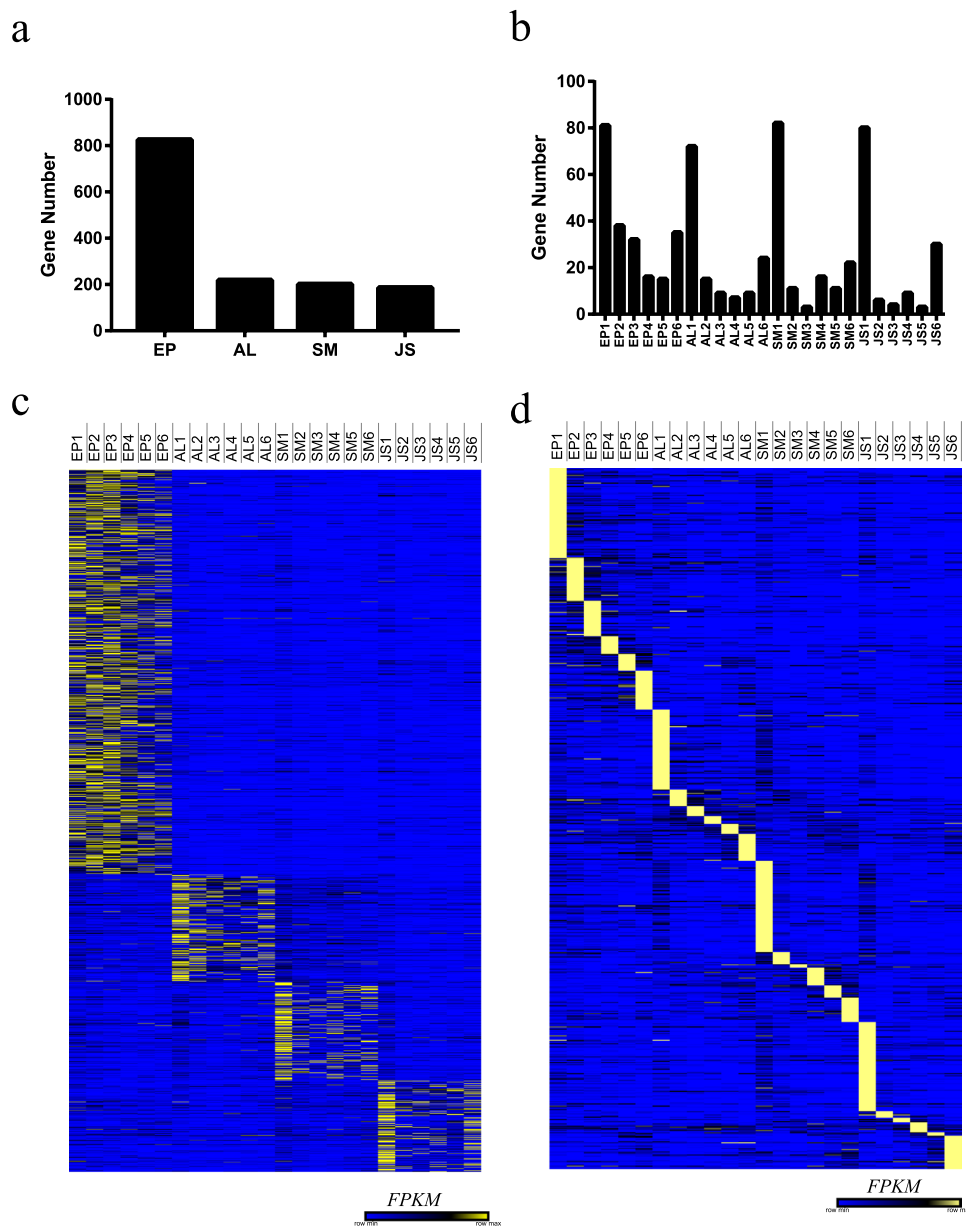 a
1000
800
600
400
200
0
Gene Number
EP AL SM JS
b
100
80
60
40
20
0
Gene Number
EP1 EP2 EP3 EP4 EP5 EP6 AL1 AL2 AL3 AL4 AL5 AL6 SM1 SM2 SM3 SM4 SM5 SM6 JS1 JS2 JS3 JS4 JS5 JS6
c
EP1 EP2 EP3 EP4 EP5 EP6 AL1 AL2 AL3 AL4 AL5 AL6 SM1 SM2 SM3 SM4 SM5 SM6 JS1 JS2 JS3 JS4 JS5 JS6
FPKM
row min row max
d
EP1 EP2 EP3 EP4 EP5 EP6 AL1 AL2 AL3 AL4 AL5 AL6 SM1 SM2 SM3 SM4 SM5 SM6 JS1 JS2 JS3 JS4 JS5 JS6
FPKM
row min row m